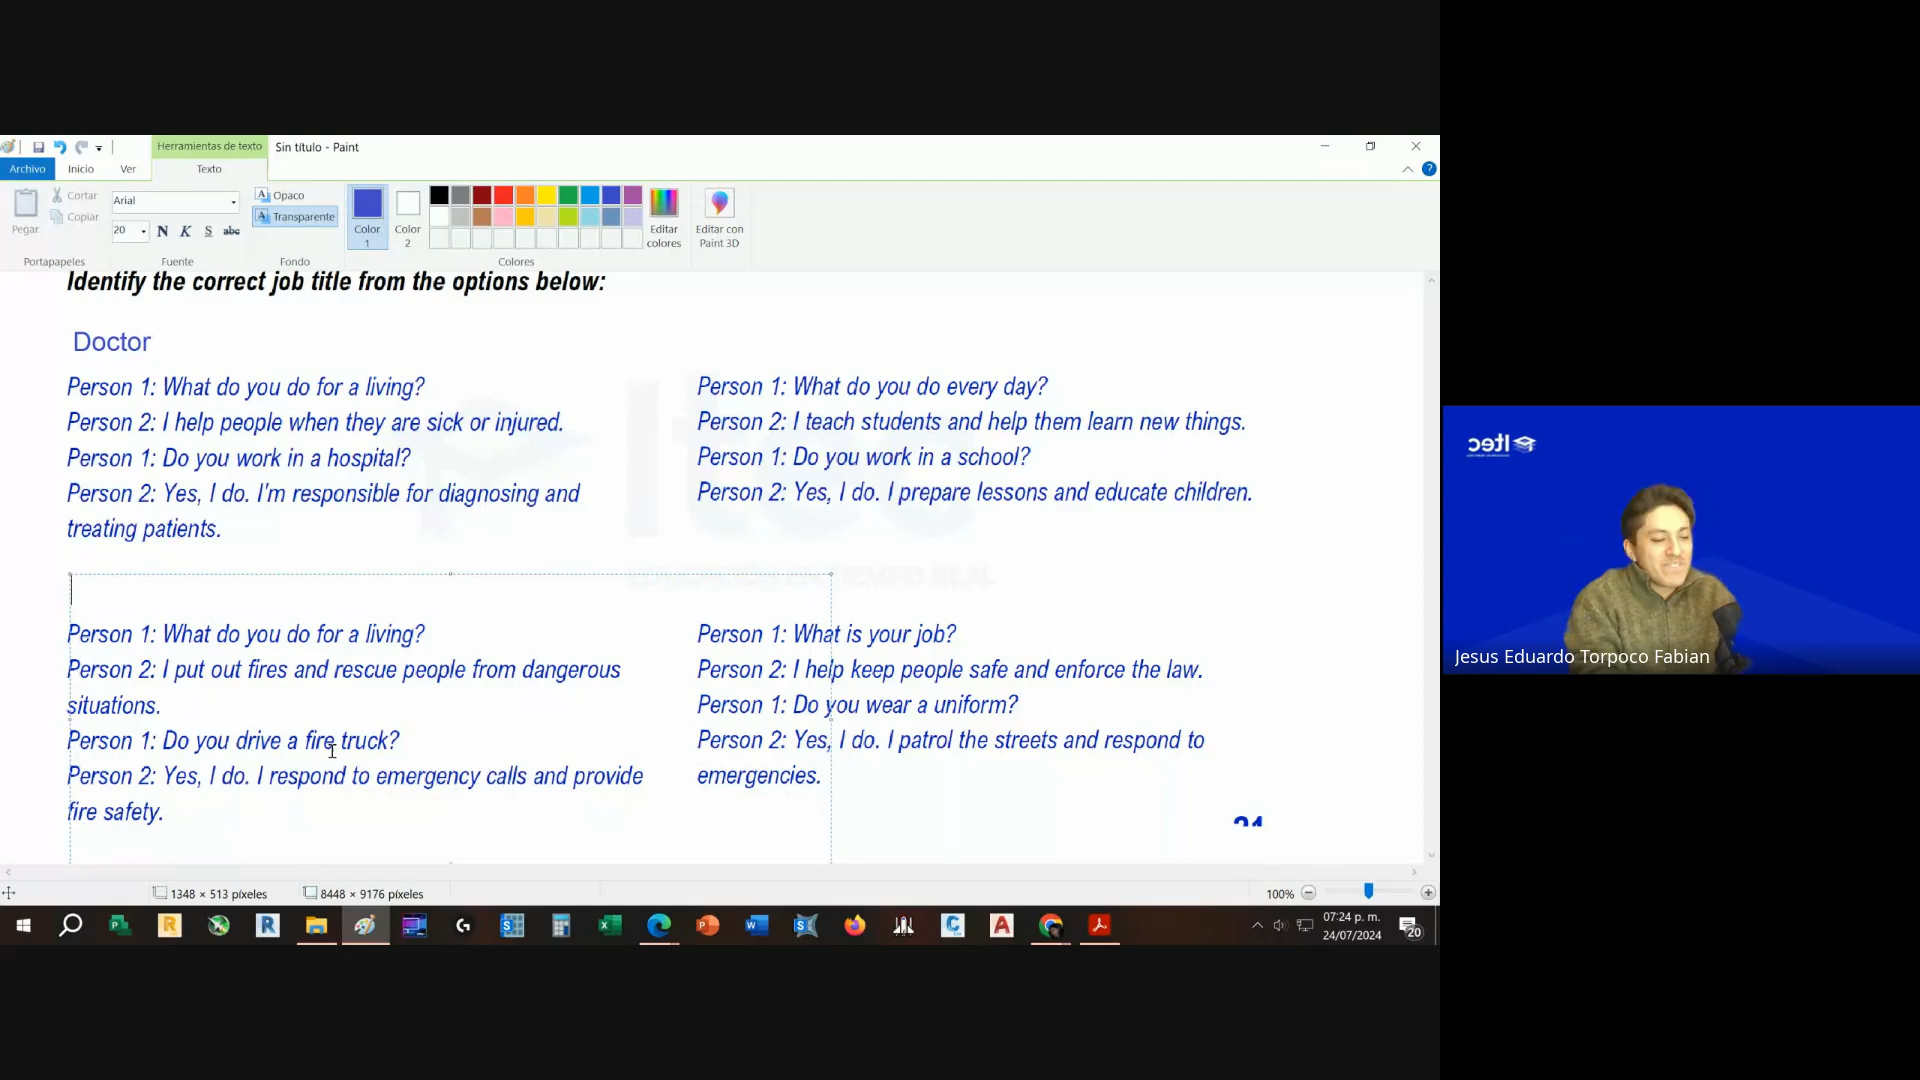 Herramientas de texto
Sin título - Paint
Archivo
Inicio
Ver
Texto
Pegar
Cortar
Copiar
Portapapeles
Arial
20
N K S abc
Fuente
Opaco
Transparente
Fondo
Color
1
Color
2
Editar
colores
Colores
Editar con
Paint 3D
Identify the correct job title from the options below:
Doctor
Person 1: What do you do for a living?
Person 2: I help people when they are sick or injured.
Person 1: Do you work in a hospital?
Person 2: Yes, I do. I'm responsible for diagnosing and
treating patients.
Person 1: What do you do every day?
Person 2: I teach students and help them learn new things.
Person 1: Do you work in a school?
Person 2: Yes, I do. I prepare lessons and educate children.
Person 1: What do you do for a living?
Person 2: I put out fires and rescue people from dangerous
situations.
Person 1: Do you drive a fire truck?
Person 2: Yes, I do. I respond to emergency calls and provide
fire safety.
Person 1: What is your job?
Person 2: I help keep people safe and enforce the law.
Person 1: Do you wear a uniform?
Person 2: Yes, I do. I patrol the streets and respond to
emergencies.
Itec
1348 × 513 píxeles
8448 × 9176 píxeles
100%
07:24 p. m.
24/07/2024
20
Itec
Jesus Eduardo Torpoco Fabian